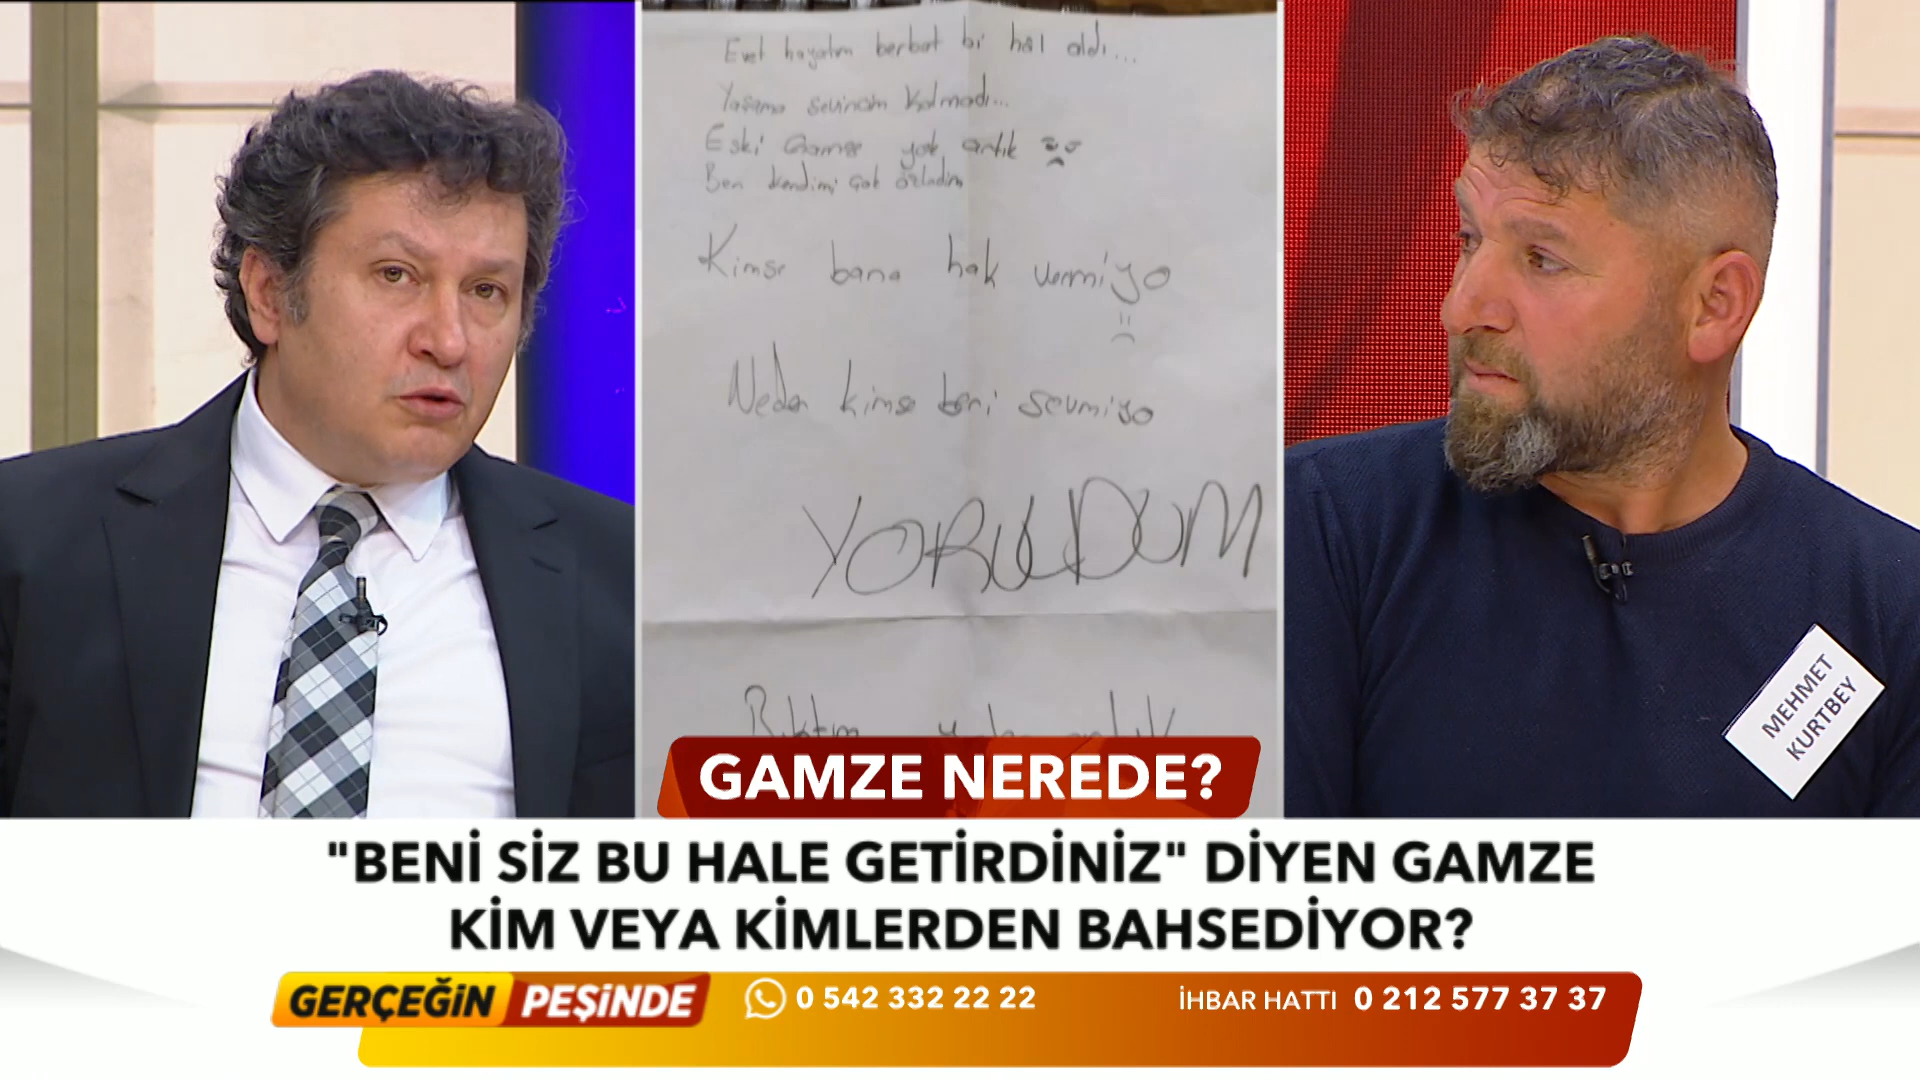 Evet hayatım berbat bi hâl aldı...
Yaşama sevincim kalmadı...
Eski Gamze yok artık
Ben kendimi çok özledim
Kimse bana hak vermiyo
Neden kimse beni sevmiyo
YORULDUM
Bıktım artık
MEHMET
KURTBEY
GAMZE NEREDE?
"BENİ SİZ BU HALE GETİRDİNİZ" DİYEN GAMZE
KİM VEYA KİMLERDEN BAHSEDİYOR?
GERÇEĞİN PEŞİNDE 0 542 332 22 22 İHBAR HATTI 0 212 577 37 37